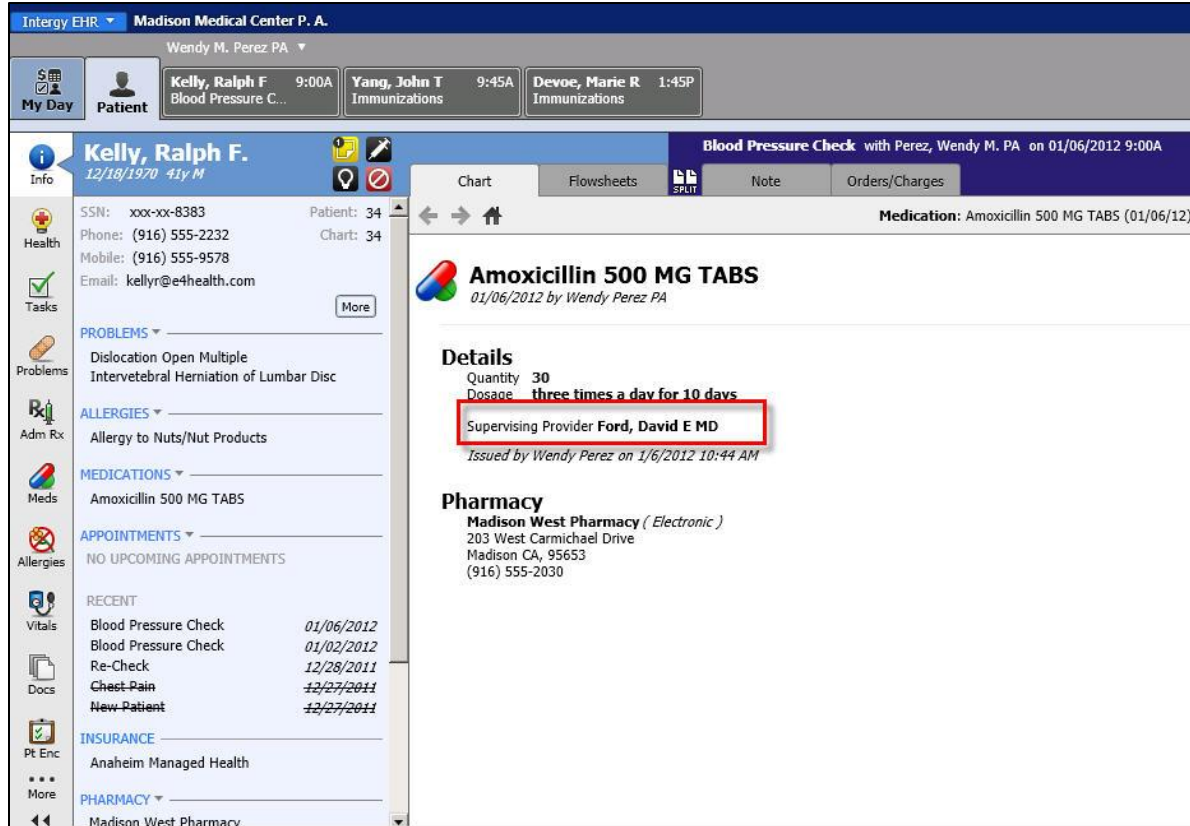 Intergy EHR Madison Medical Center P. A.
Wendy M. Perez PA
My Day
Patient
Kelly, Ralph F 9:00A
Blood Pressure C...
Yang, John T 9:45A
Immunizations
Devoe, Marie R 1:45P
Immunizations
Info
Health
Tasks
Problems
Adm Rx
Meds
Allergies
Vitals
Docs
Pt Enc
More
Kelly, Ralph F.
12/18/1970 41y M
SSN: xxx-xx-8383 Patient: 34
Phone: (916) 555-2232 Chart: 34
Mobile: (916) 555-9578
Email: kellyr@e4health.com
More
PROBLEMS
Dislocation Open Multiple
Intervetebral Herniation of Lumbar Disc
ALLERGIES
Allergy to Nuts/Nut Products
MEDICATIONS
Amoxicillin 500 MG TABS
APPOINTMENTS
NO UPCOMING APPOINTMENTS
RECENT
Blood Pressure Check 01/06/2012
Blood Pressure Check 01/02/2012
Re-Check 12/28/2011
Chest Pain 12/27/2011
New Patient 12/27/2011
INSURANCE
Anaheim Managed Health
PHARMACY
Madison West Pharmacy
Blood Pressure Check with Perez, Wendy M. PA on 01/06/2012 9:00A
Chart Flowsheets SPLIT Note Orders/Charges
Medication: Amoxicillin 500 MG TABS (01/06/12)
Amoxicillin 500 MG TABS
01/06/2012 by Wendy Perez PA
Details
Quantity 30
Dosage three times a day for 10 days
Supervising Provider Ford, David E MD
Issued by Wendy Perez on 1/6/2012 10:44 AM
Pharmacy
Madison West Pharmacy ( Electronic )
203 West Carmichael Drive
Madison CA, 95653
(916) 555-2030